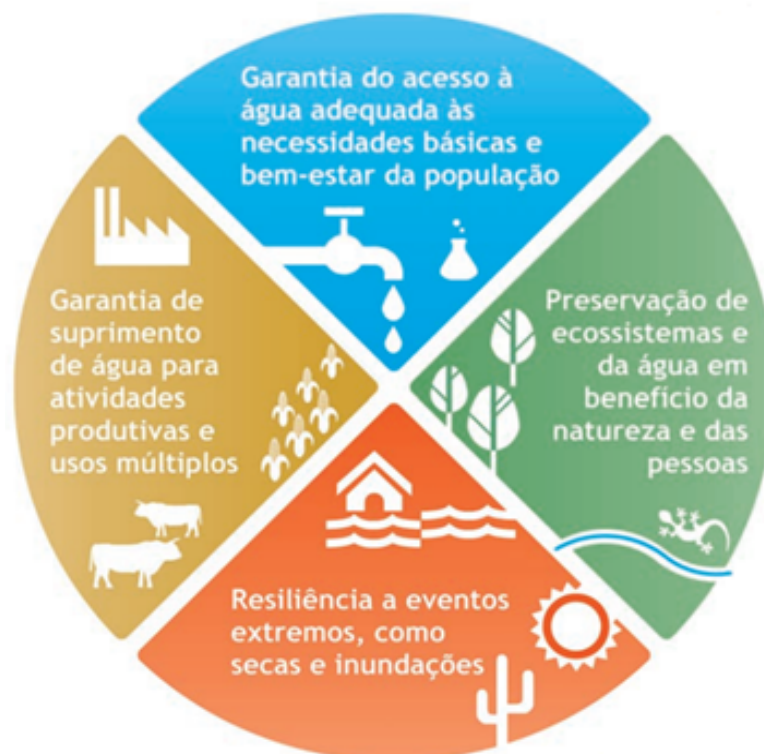 Garantia do acesso à
água adequada às
necessidades básicas e
bem-estar da população
Garantia de
suprimento
de água para
atividades
produtivas e
usos múltiplos
Preservação de
ecossistemas e
da água em
benefício da
natureza e das
pessoas
Resiliência a eventos
extremos, como
secas e inundações